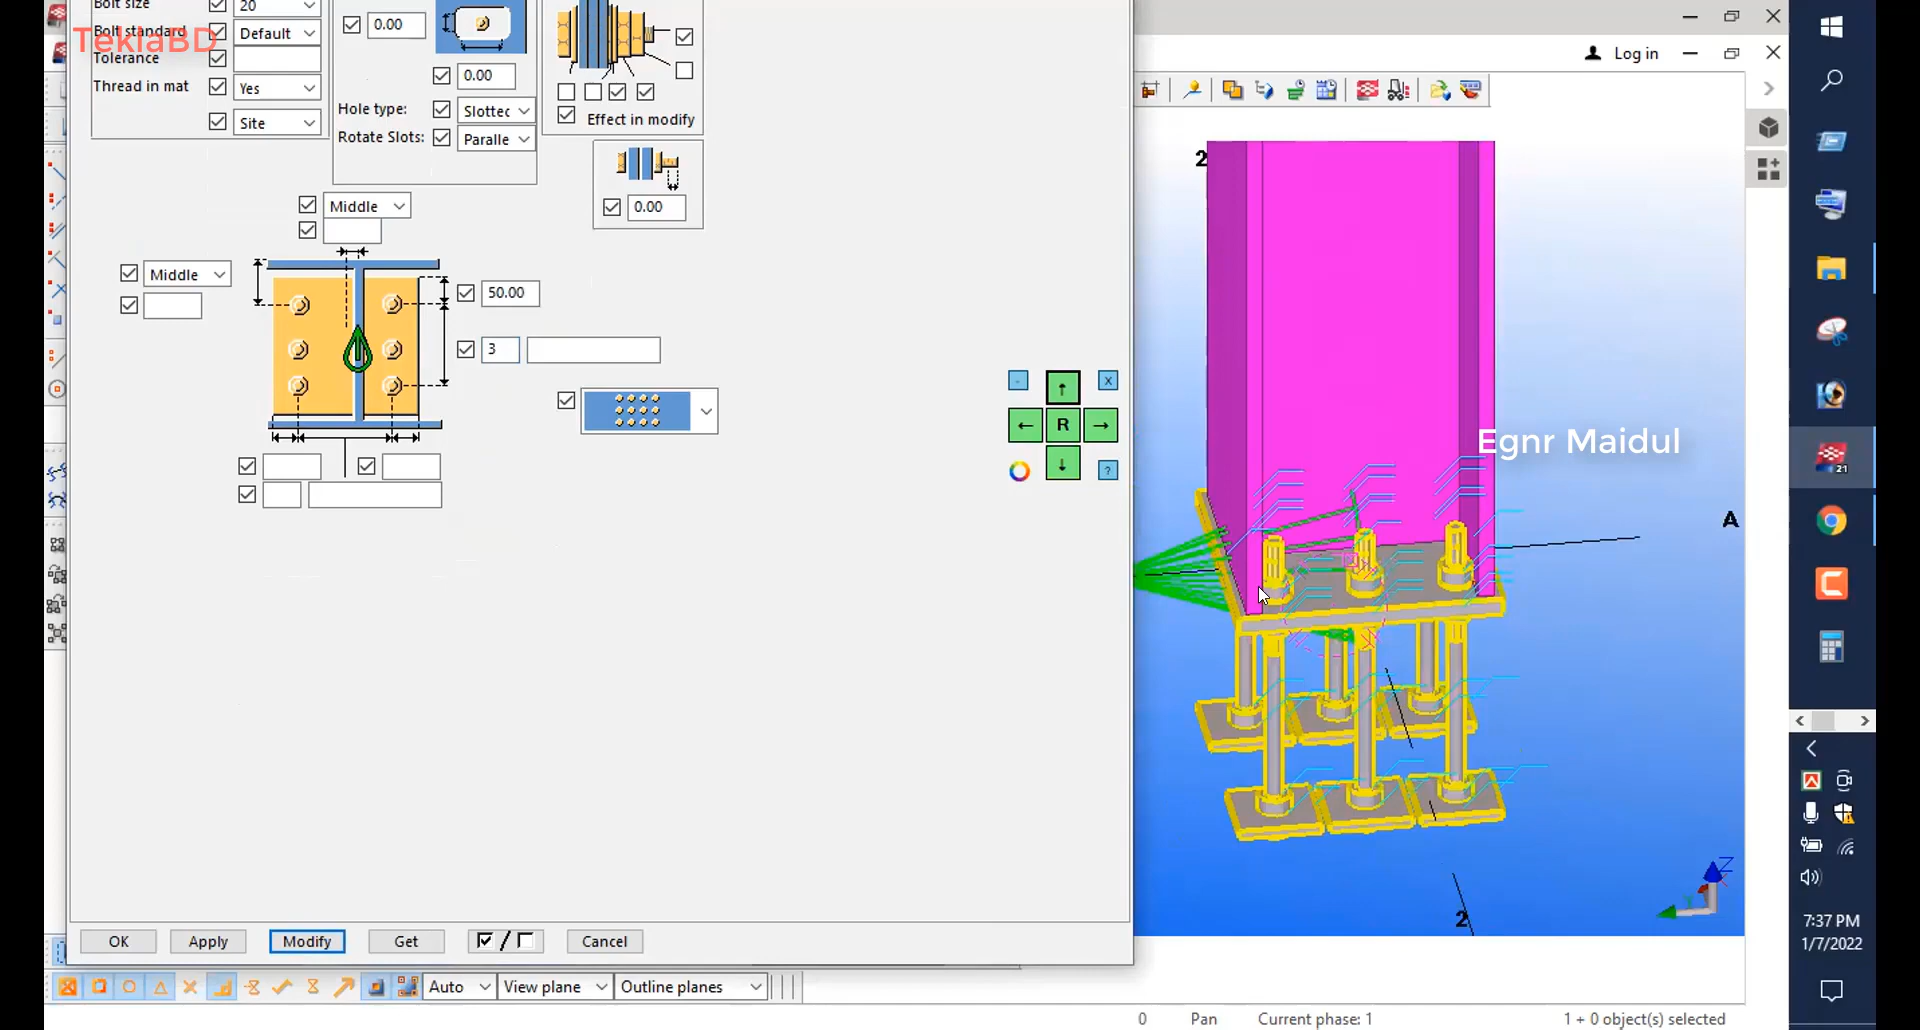 Bolt size
20
Bolt standard
Default
Tolerance
Thread in mat
Yes
Site
TeklaBD
0.00
0.00
Hole type:
Slottec
Rotate Slots:
Paralle
Effect in modify
0.00
Middle
Middle
50.00
3
- ↑ x
← R →
↓ ?
OK
Apply
Modify
Get
/
Cancel
Auto
View plane
Outline planes
Log in
2
Egnr Maidul
A
2
Z
0
Pan
Current phase: 1
1 + 0 object(s) selected
21
7:37 PM
1/7/2022